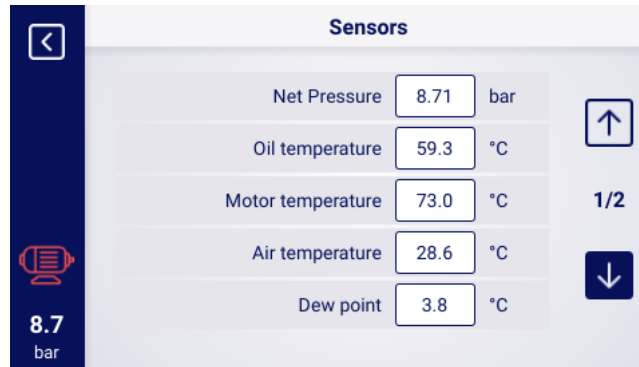 Sensors
Net Pressure 8.71 bar
Oil temperature 59.3 °C
Motor temperature 73.0 °C
1/2
Air temperature 28.6 °C
Dew point 3.8 °C
8.7
bar